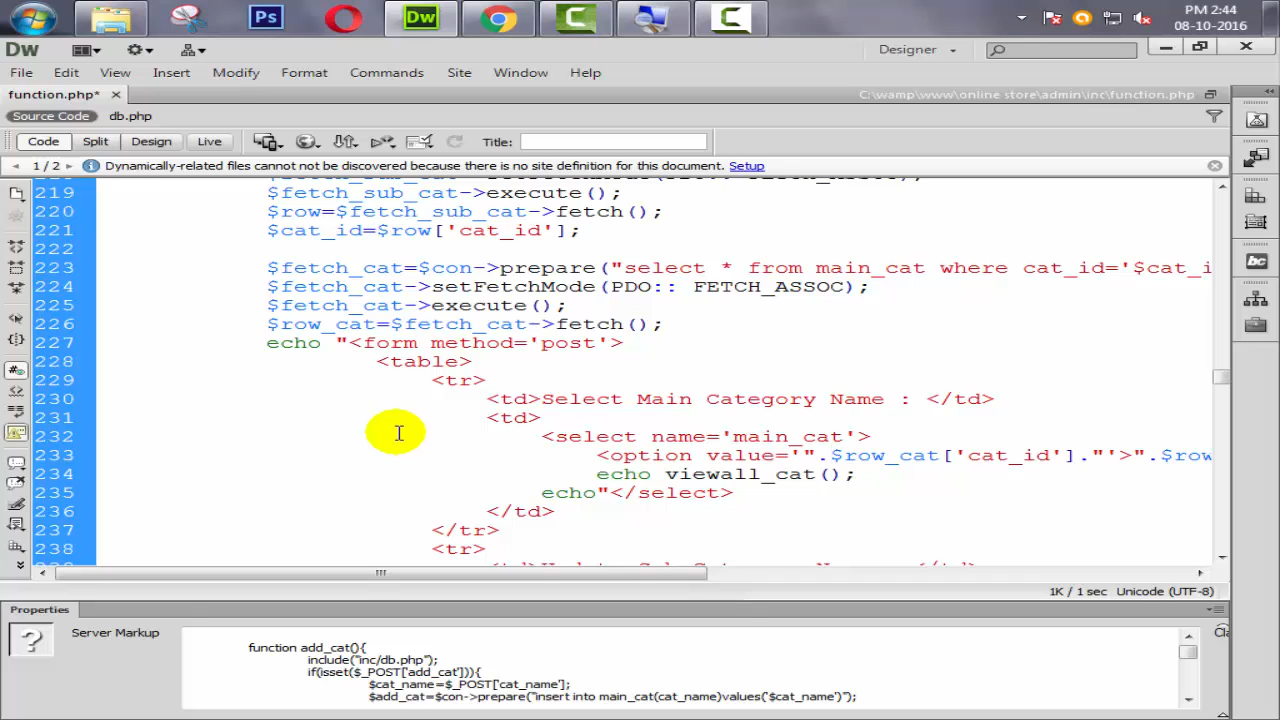 Ps
Dw
PM 2:44
08-10-2016
Dw
Designer
File Edit View Insert Modify Format Commands Site Window Help
function.php*
C:\wamp\www\online store\admin\inc\function.php
Source Code db.php
Code Split Design Live Title:
1 / 2 Dynamically-related files cannot not be discovered because there is no site definition for this document. Setup
219 $fetch_sub_cat->execute();
220 $row=$fetch_sub_cat->fetch();
221 $cat_id=$row['cat_id'];
222
223 $fetch_cat=$con->prepare("select * from main_cat where cat_id='$cat_i
224 $fetch_cat->setFetchMode(PDO:: FETCH_ASSOC);
225 $fetch_cat->execute();
226 $row_cat=$fetch_cat->fetch();
227 echo "<form method='post'>
228 <table>
229 <tr>
230 <td>Select Main Category Name : </td>
231 <td>
232 <select name='main_cat'>
233 <option value='".$row_cat['cat_id']."'>".$row
234 echo viewall_cat();
235 echo"</select>
236 </td>
237 </tr>
238 <tr>
1K / 1 sec Unicode (UTF-8)
Properties
Server Markup
function add_cat(){
include("inc/db.php");
if(isset($_POST['add_cat'])){
$cat_name=$_POST['cat_name'];
$add_cat=$con->prepare("insert into main_cat(cat_name)values('$cat_name')");